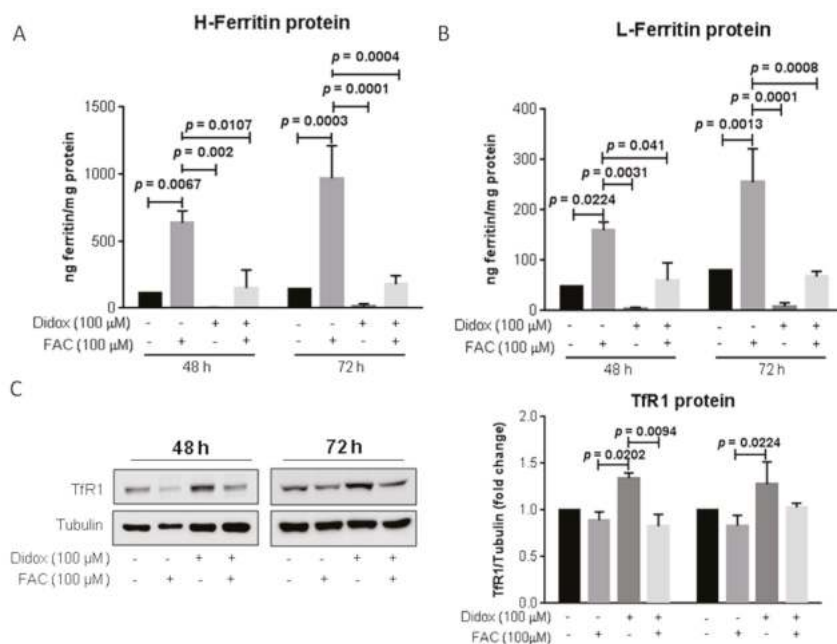 A
H-Ferritin protein
ng ferritin/mg protein
1500
1000
500
0
p = 0.0067
p = 0.002
p = 0.0107
p = 0.0003
p = 0.0001
p = 0.0004
Didox (100 µM) - - + + - - + +
FAC (100 µM) - + - + - + - +
48 h 72 h
B
L-Ferritin protein
ng ferritin/mg protein
400
300
200
100
0
p = 0.0224
p = 0.0031
p = 0.041
p = 0.0013
p = 0.0001
p = 0.0008
Didox (100 µM) - - + + - - + +
FAC (100 µM) - + - + - + - +
48 h 72 h
C
48 h 72 h
TfR1
Tubulin
Didox (100 µM) - - + + - - + +
FAC (100 µM) - + - + - + - +
TfR1 protein
TfR1/Tubulin (fold change)
2.0
1.5
1.0
0.5
0.0
p = 0.0202
p = 0.0094
p = 0.0224
Didox (100 µM) - - + + - - + +
FAC (100µM) - + - + - + - +